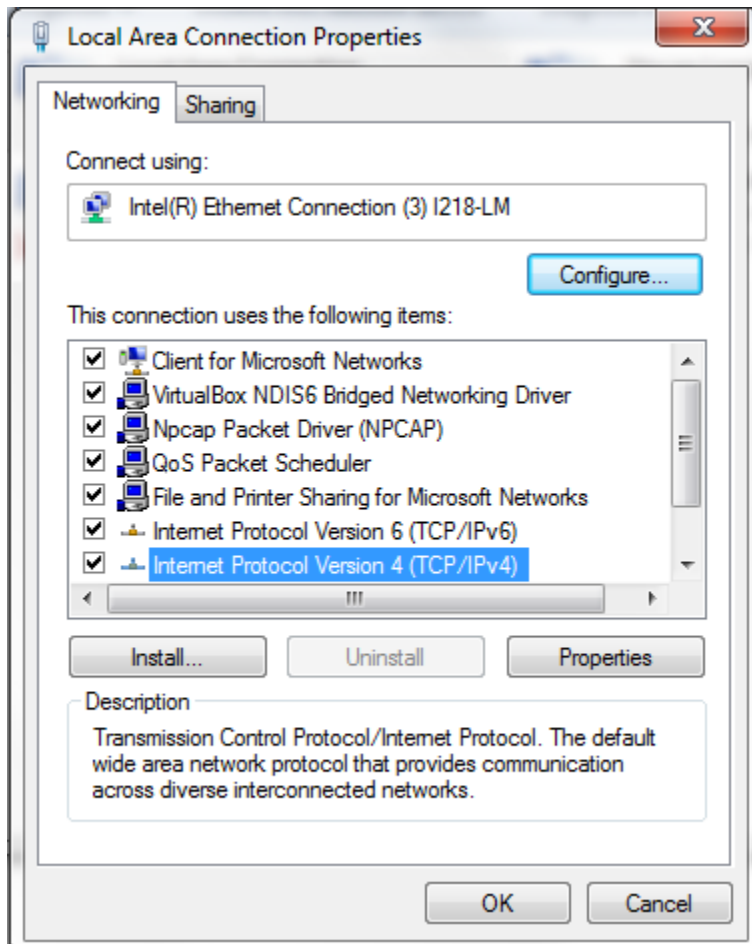 Local Area Connection Properties
Networking
Sharing
Connect using:
Intel(R) Ethernet Connection (3) I218-LM
Configure...
This connection uses the following items:
Client for Microsoft Networks
VirtualBox NDIS6 Bridged Networking Driver
Npcap Packet Driver (NPCAP)
QoS Packet Scheduler
File and Printer Sharing for Microsoft Networks
Internet Protocol Version 6 (TCP/IPv6)
Internet Protocol Version 4 (TCP/IPv4)
Install...
Uninstall
Properties
Description
Transmission Control Protocol/Internet Protocol. The default
wide area network protocol that provides communication
across diverse interconnected networks.
OK
Cancel